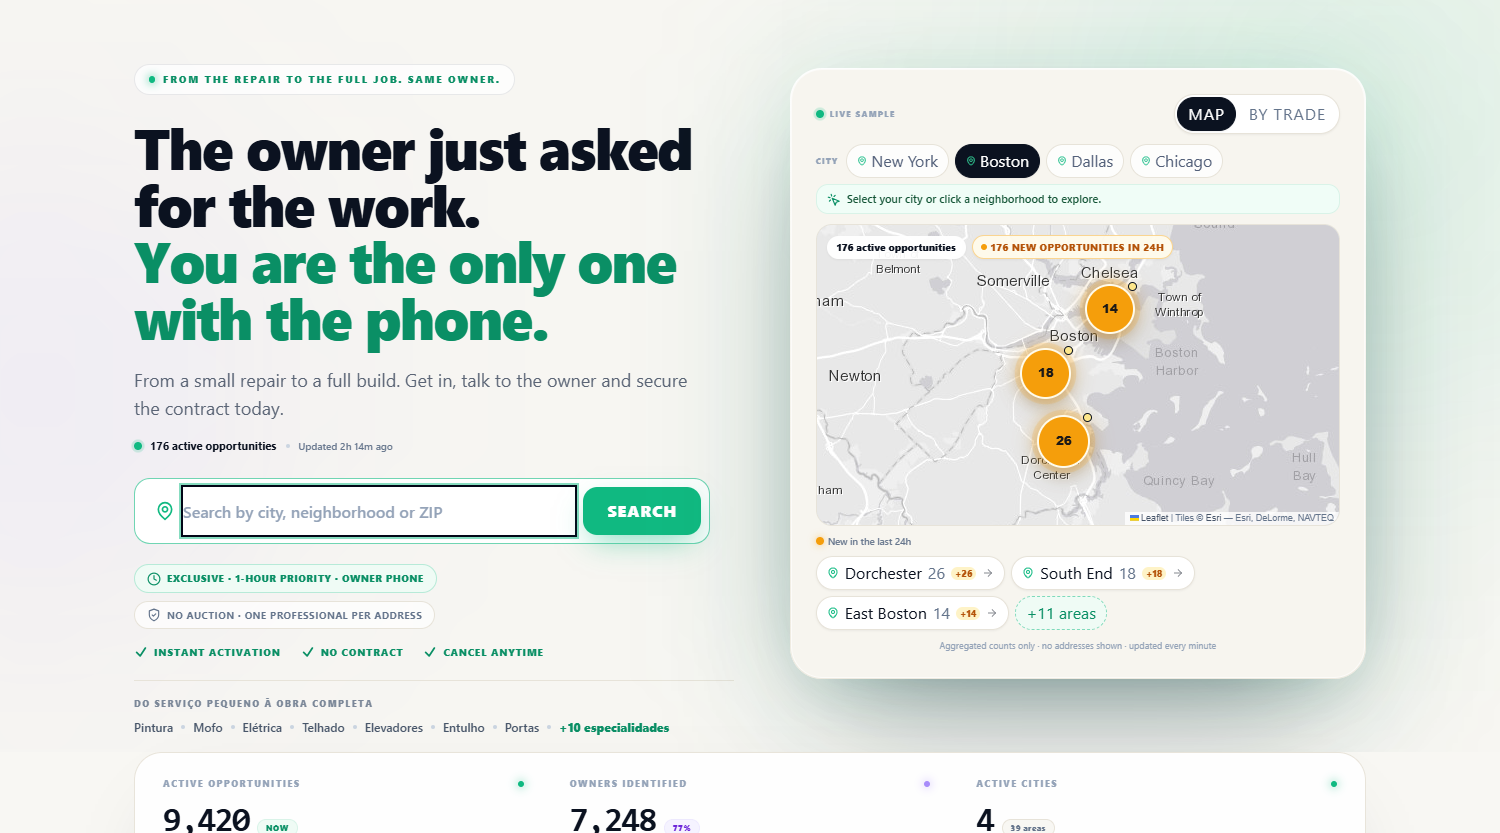 FROM THE REPAIR TO THE FULL JOB. SAME OWNER.
The owner just asked
for the work.
You are the only one
with the phone.
From a small repair to a full build. Get in, talk to the owner and secure
the contract today.
176 active opportunities • Updated 2h 14m ago
Search by city, neighborhood or ZIP
SEARCH
EXCLUSIVE · 1-HOUR PRIORITY · OWNER PHONE
NO AUCTION · ONE PROFESSIONAL PER ADDRESS
INSTANT ACTIVATION
NO CONTRACT
CANCEL ANYTIME
DO SERVIÇO PEQUENO À OBRA COMPLETA
Pintura • Mofo • Elétrica • Telhado • Elevadores • Entulho • Portas • +10 especialidades
LIVE SAMPLE
MAP
BY TRADE
CITY
New York
Boston
Dallas
Chicago
Select your city or click a neighborhood to explore.
176 active opportunities
176 NEW OPPORTUNITIES IN 24H
Belmont
Somerville
Chelsea
Town of
Winthrop
14
Boston
Boston
Harbor
18
Newton
26
Center
Quincy Bay
Hull
Bay
ham
Leaflet | Tiles © Esri — Esri, DeLorme, NAVTEQ
New in the last 24h
Dorchester 26 +26 →
South End 18 +18 →
East Boston 14 +14 →
+11 areas
Aggregated counts only · no addresses shown · updated every minute
ACTIVE OPPORTUNITIES
9,420 NOW
OWNERS IDENTIFIED
7,248 77%
ACTIVE CITIES
4 39 areas